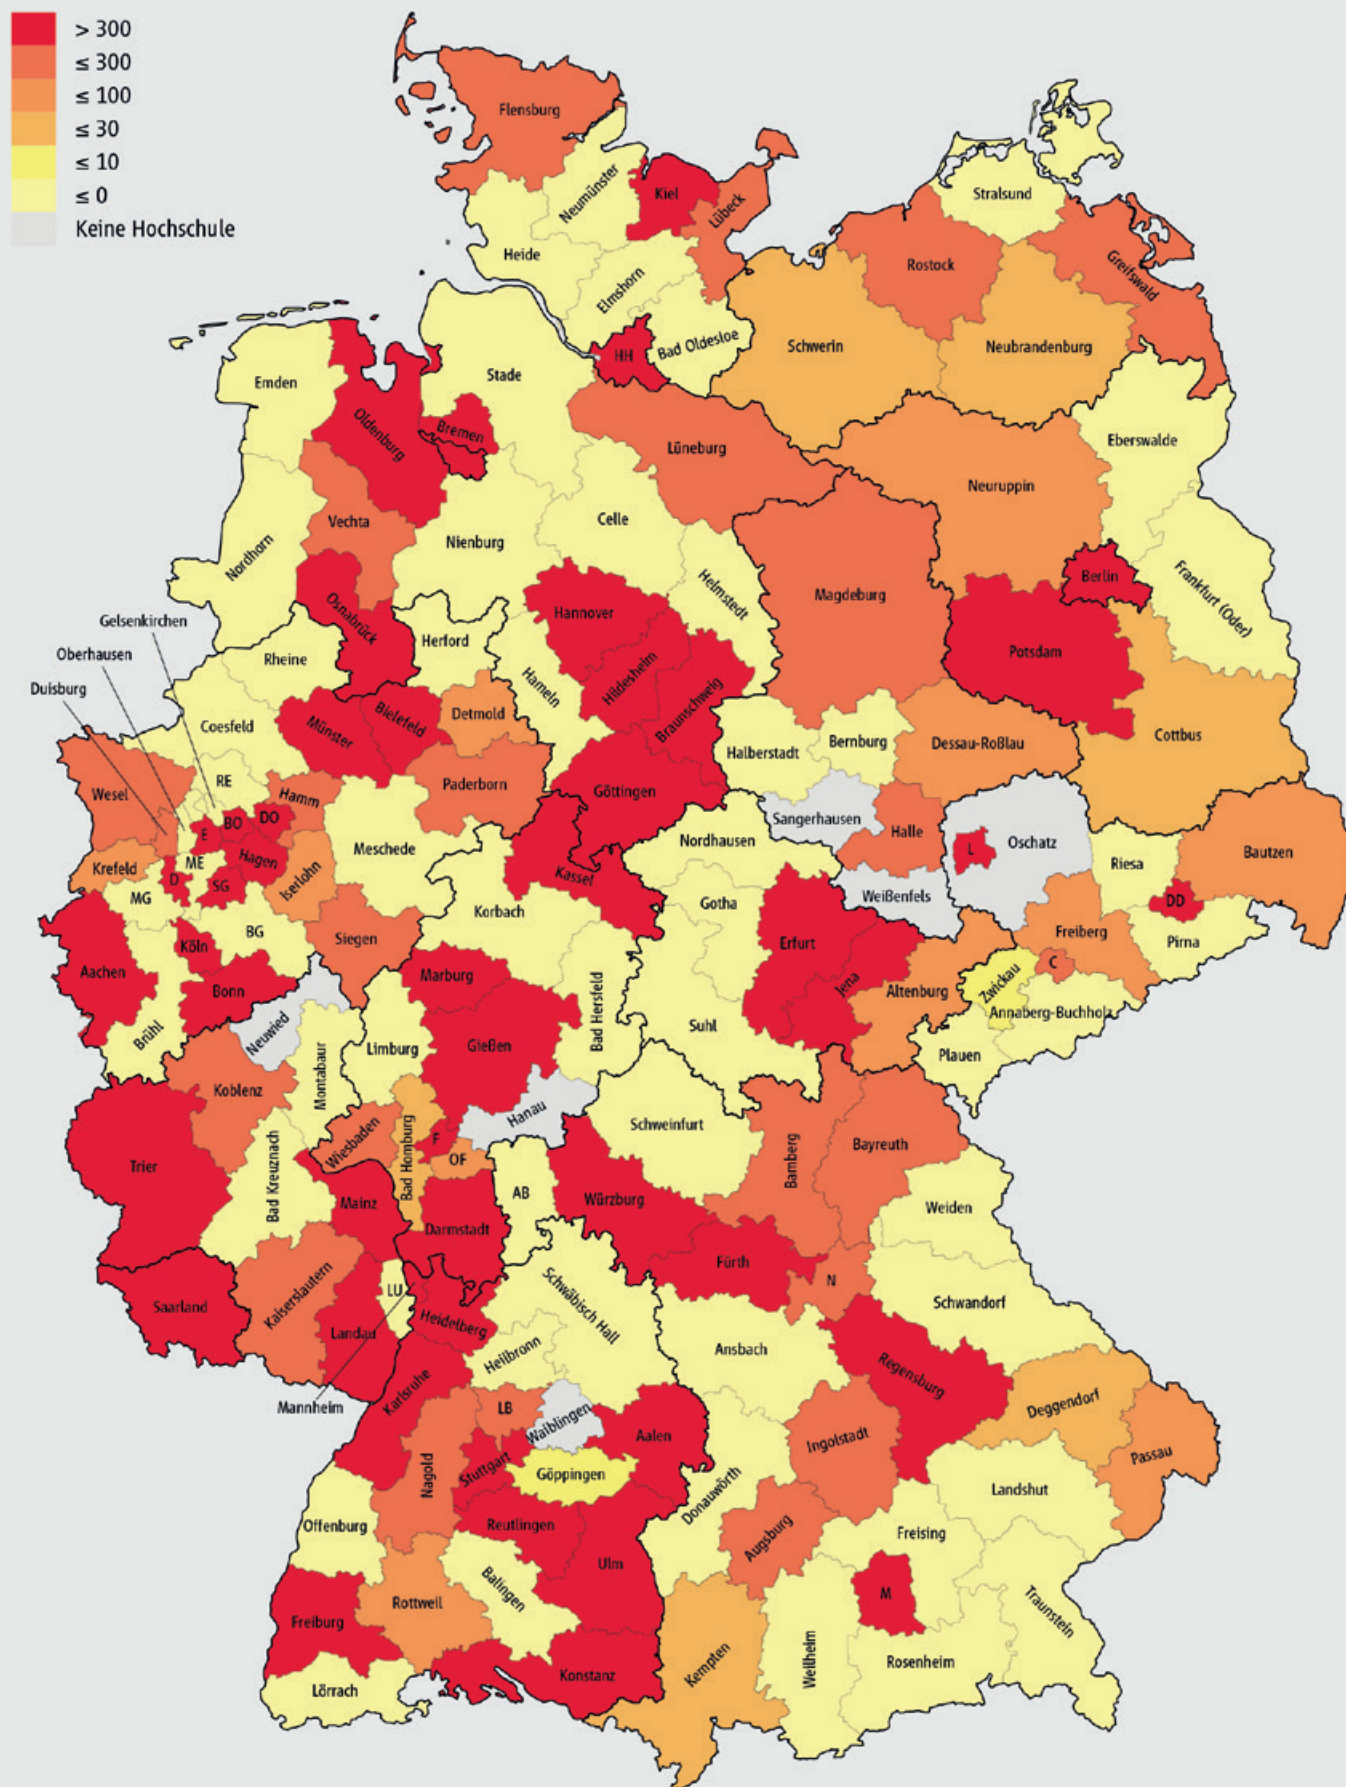 > 300
≤ 300
≤ 100
≤ 30
≤ 10
≤ 0
Keine Hochschule
Flensburg
Neumünster
Kiel
Lübeck
Stralsund
Heide
Rostock
Greifswald
Elmshorn
Bad Oldesloe
HH
Schwerin
Neubrandenburg
Emden
Stade
Oldenburg
Bremen
Lüneburg
Eberswalde
Neuruppin
Vechta
Celle
Nienburg
Nordhorn
Helmstedt
Frankfurt (Oder)
Berlin
Magdeburg
Osnabrück
Hannover
Gelsenkirchen
Herford
Potsdam
Oberhausen
Rheine
Hildesheim
Duisburg
Hameln
Braunschweig
Coesfeld
Münster
Bielefeld
Detmold
Halberstadt
Bernburg
Dessau-Roßlau
Cottbus
RE
Paderborn
Göttingen
Wesel
Hamm
Sangerhausen
Halle
Oschatz
E
BO
DO
Nordhausen
L
Meschede
Riesa
Bautzen
Krefeld
ME
Hagen
Iserlohn
D
SG
Kassel
MG
Gotha
Weißenfels
DD
Korbach
Siegen
BG
Köln
Erfurt
Freiberg
Pirna
Aachen
Marburg
C
Bonn
Jena
Altenburg
Zwickau
Annaberg-Buchholz
Bad Hersfeld
Neuwied
Brühl
Limburg
Gießen
Suhl
Plauen
Montabaur
Koblenz
Hanau
Schweinfurt
Wiesbaden
Bad Homburg
F
OF
Bamberg
Bayreuth
Trier
Bad Kreuznach
Mainz
AB
Würzburg
Weiden
Darmstadt
Fürth
N
Kaiserslautern
LU
Schwäbisch Hall
Schwandorf
Saarland
Landau
Heidelberg
Heilbronn
Ansbach
Regensburg
Karlsruhe
Mannheim
LB
Waiblingen
Aalen
Ingolstadt
Deggendorf
Passau
Nagold
Stuttgart
Göppingen
Donauwörth
Landshut
Offenburg
Reutlingen
Augsburg
Freising
Ulm
Balingen
Rottweil
M
Freiburg
Traunstein
Kempten
Weilheim
Rosenheim
Konstanz
Lörrach